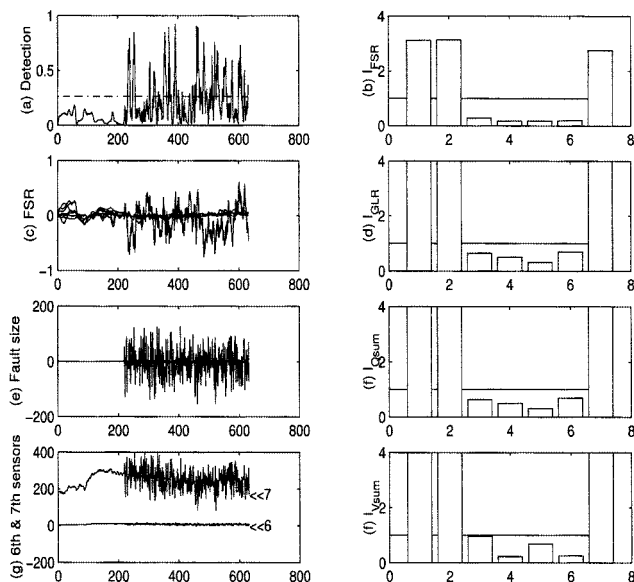 1
0.5
0
(a) Detection
0 200 400 600 800
4
2
0
(b) I_FSR
0 2 4 6 8
1
0
−1
(c) FSR
0 200 400 600 800
4
2
0
(d) I_GLR
0 2 4 6 8
200
0
−200
(e) Fault size
0 200 400 600 800
4
2
0
(f) I_Qsum
0 2 4 6 8
400
200
0
−200
(g) 6th & 7th sensors
<<7
<<6
0 200 400 600 800
4
2
0
(f) I_Vsum
0 2 4 6 8